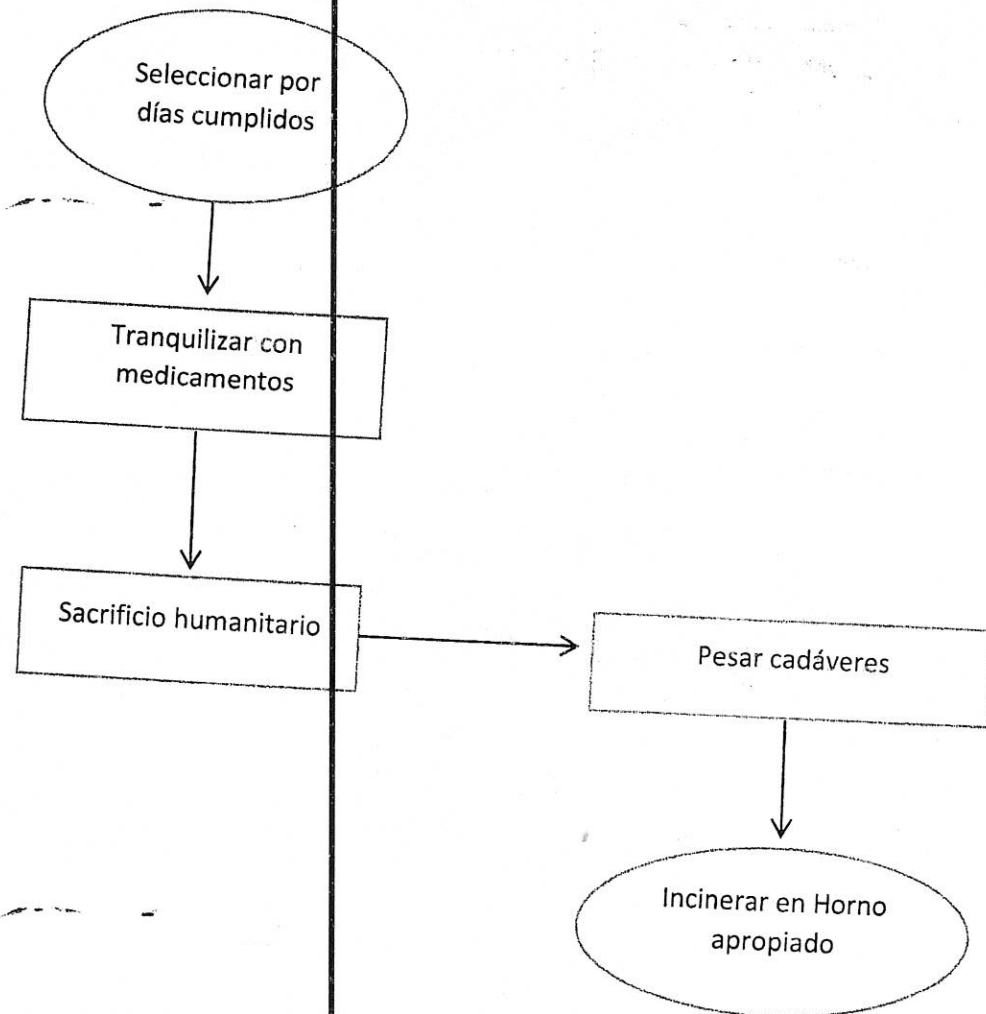 Seleccionar por
días cumplidos
Tranquilizar con
medicamentos
Sacrificio humanitario
Pesar cadáveres
Incinerar en Horno
apropiado